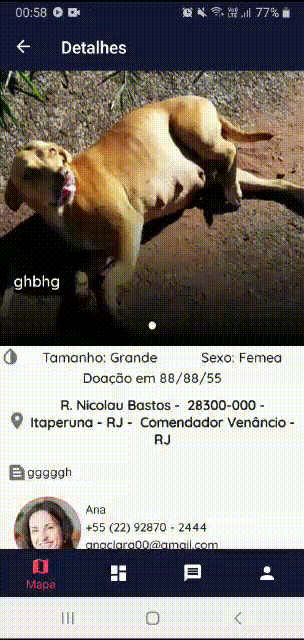 00:58 77%
Detalhes
ghbhg
Tamanho: Grande Sexo: Femea
Doação em 88/88/55
R. Nicolau Bastos - 28300-000 -
Itaperuna - RJ - Comendador Venâncio -
RJ
gggggh
Ana
+55 (22) 92870 - 2444
anaclara00@gmail.com
Mapa